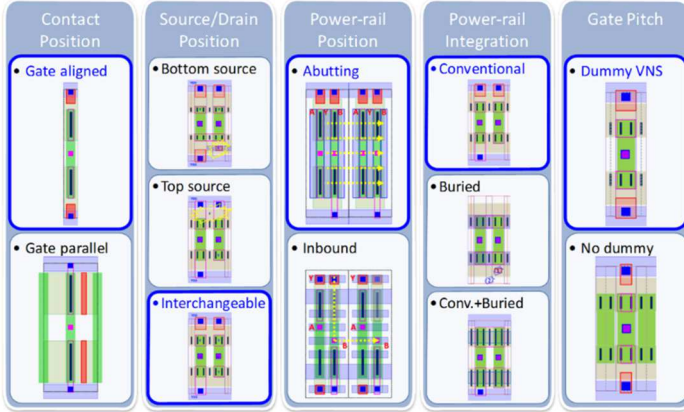 Contact
Position
• Gate aligned
• Gate parallel
Source/Drain
Position
• Bottom source
• Top source
• Interchangeable
Power-rail
Position
• Abutting
A Y B A Y B
• Inbound
Y Y
A A
B B
Power-rail
Integration
• Conventional
• Buried
• Conv.+Buried
Gate Pitch
• Dummy VNS
• No dummy